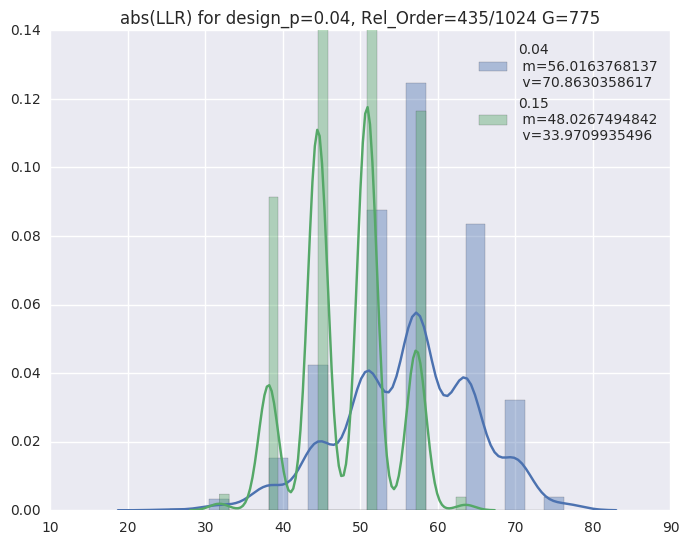 abs(LLR) for design_p=0.04, Rel_Order=435/1024 G=775
0.14
0.12
0.10
0.08
0.06
0.04
0.02
0.00
10 20 30 40 50 60 70 80 90
0.04
m=56.0163768137
v=70.8630358617
0.15
m=48.0267494842
v=33.9709935496